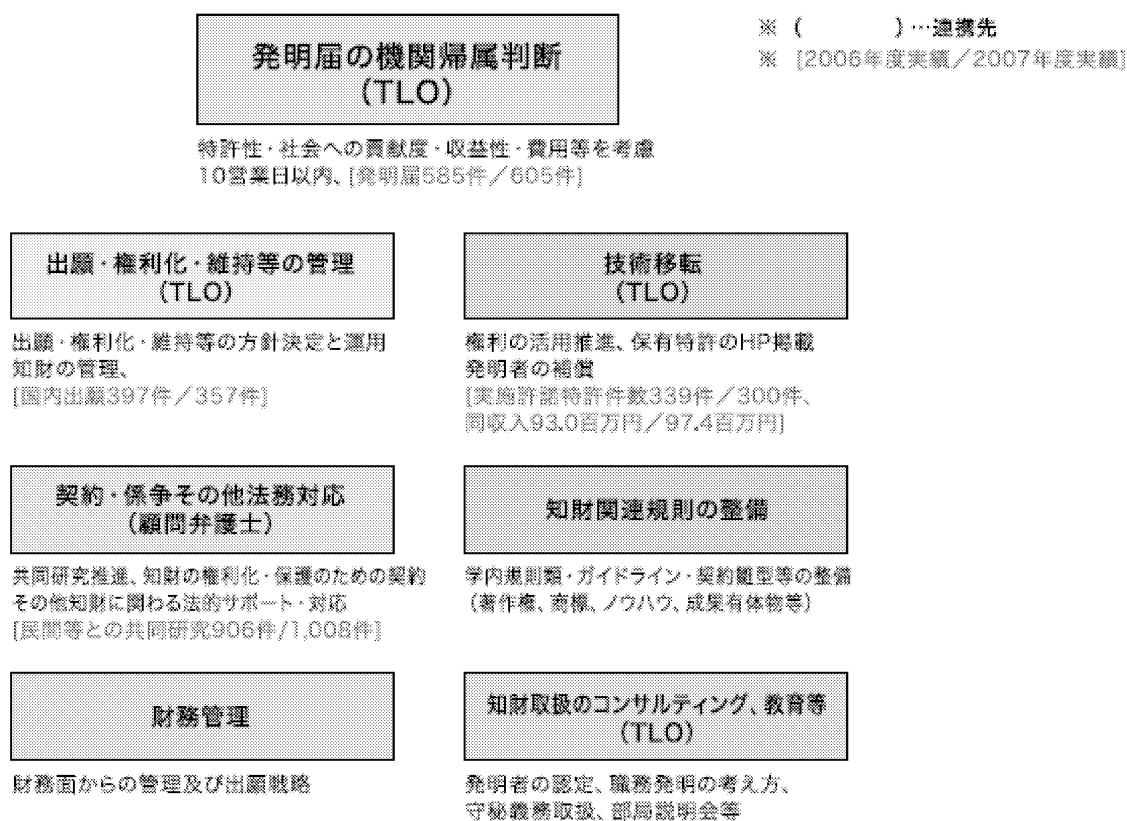 発明届の機関帰属判断
（TLO）
※（　　　）…連携先
※ [2006年度実績／2007年度実績]
特許性・社会への貢献度・収益性・費用等を考慮
10営業日以内、[発明届585件／605件]
出願・権利化・維持等の管理
（TLO）
出願・権利化・維持等の方針決定と運用
知財の管理、
[国内出願397件／357件]
技術移転
（TLO）
権利の活用推進、保有特許のHP掲載
発明者の補償
[実施許諾特許件数339件／300件、
同収入93.0百万円／97.4百万円]
契約・係争その他法務対応
（顧問弁護士）
共同研究推進、知財の権利化・保護のための契約
その他知財に関わる法的サポート・対応
[民間等との共同研究906件/1,008件]
知財関連規則の整備
学内規則類・ガイドライン・契約雛型等の整備
（著作権、商標、ノウハウ、成果有体物等）
財務管理
財務面からの管理及び出願戦略
知財取扱のコンサルティング、教育等
（TLO）
発明者の認定、職務発明の考え方、
守秘義務取扱、部局説明会等